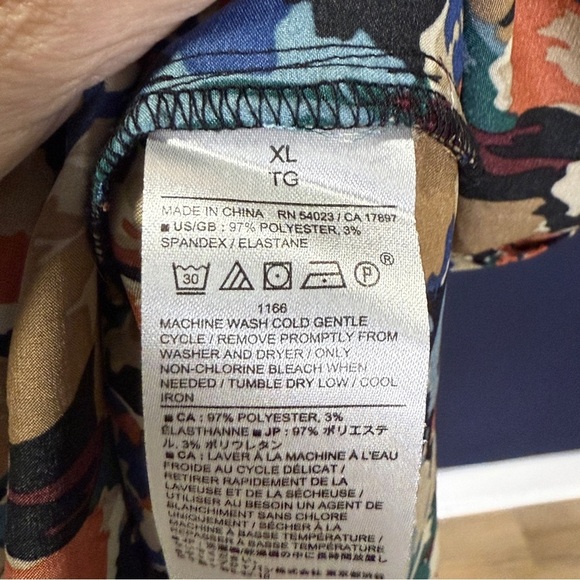 XL
TG
MADE IN CHINA RN 54023 / CA 17897
■ US/GB : 97% POLYESTER, 3%
SPANDEX / ELASTANE
30 P ®
1166
MACHINE WASH COLD GENTLE
CYCLE / REMOVE PROMPTLY FROM
WASHER AND DRYER / ONLY
NON-CHLORINE BLEACH WHEN
NEEDED / TUMBLE DRY LOW / COOL
IRON
■ CA : 97% POLYESTER, 3%
ÉLASTHANNE ■ JP : 97% ポリエステ
ル, 3% ポリウレタン
■ CA : LAVER À LA MACHINE À L'EAU
FROIDE AU CYCLE DÉLICAT /
RETIRER RAPIDEMENT DE LA
LAVEUSE ET DE LA SÉCHEUSE /
UTILISER AU BESOIN UN AGENT DE
BLANCHIMENT SANS CHLORE
UNIQUEMENT / SÉCHER À LA
MACHINE À BASSE TEMPÉRATURE /
REPASSER À BASSE TEMPÉRATURE